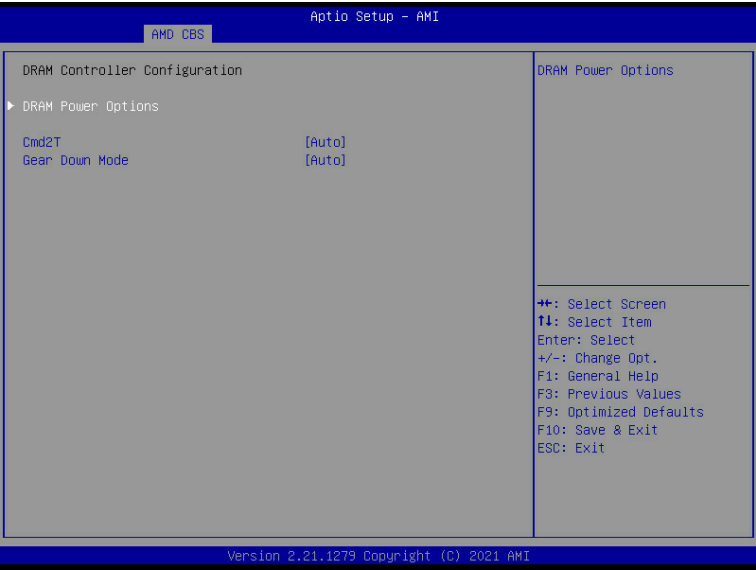 Aptio Setup – AMI
AMD CBS
DRAM Controller Configuration
DRAM Power Options
Cmd2T [Auto]
Gear Down Mode [Auto]
DRAM Power Options
→←: Select Screen
↑↓: Select Item
Enter: Select
+/-: Change Opt.
F1: General Help
F3: Previous Values
F9: Optimized Defaults
F10: Save & Exit
ESC: Exit
Version 2.21.1279 Copyright (C) 2021 AMI